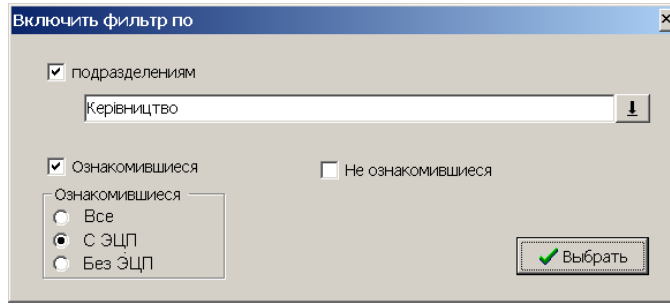 Включить фильтр по
подразделениям
Керівництво
Ознакомившиеся
Не ознакомившиеся
Ознакомившиеся
Все
С ЭЦП
Без ЭЦП
Выбрать